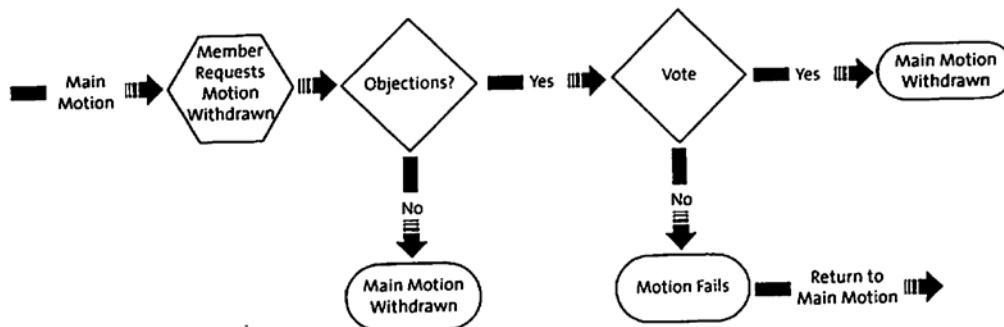 Main
Motion
Member
Requests
Motion
Withdrawn
Objections?
Yes
Vote
Yes
Main Motion
Withdrawn
No
Main Motion
Withdrawn
No
Motion Fails
Return to
Main Motion